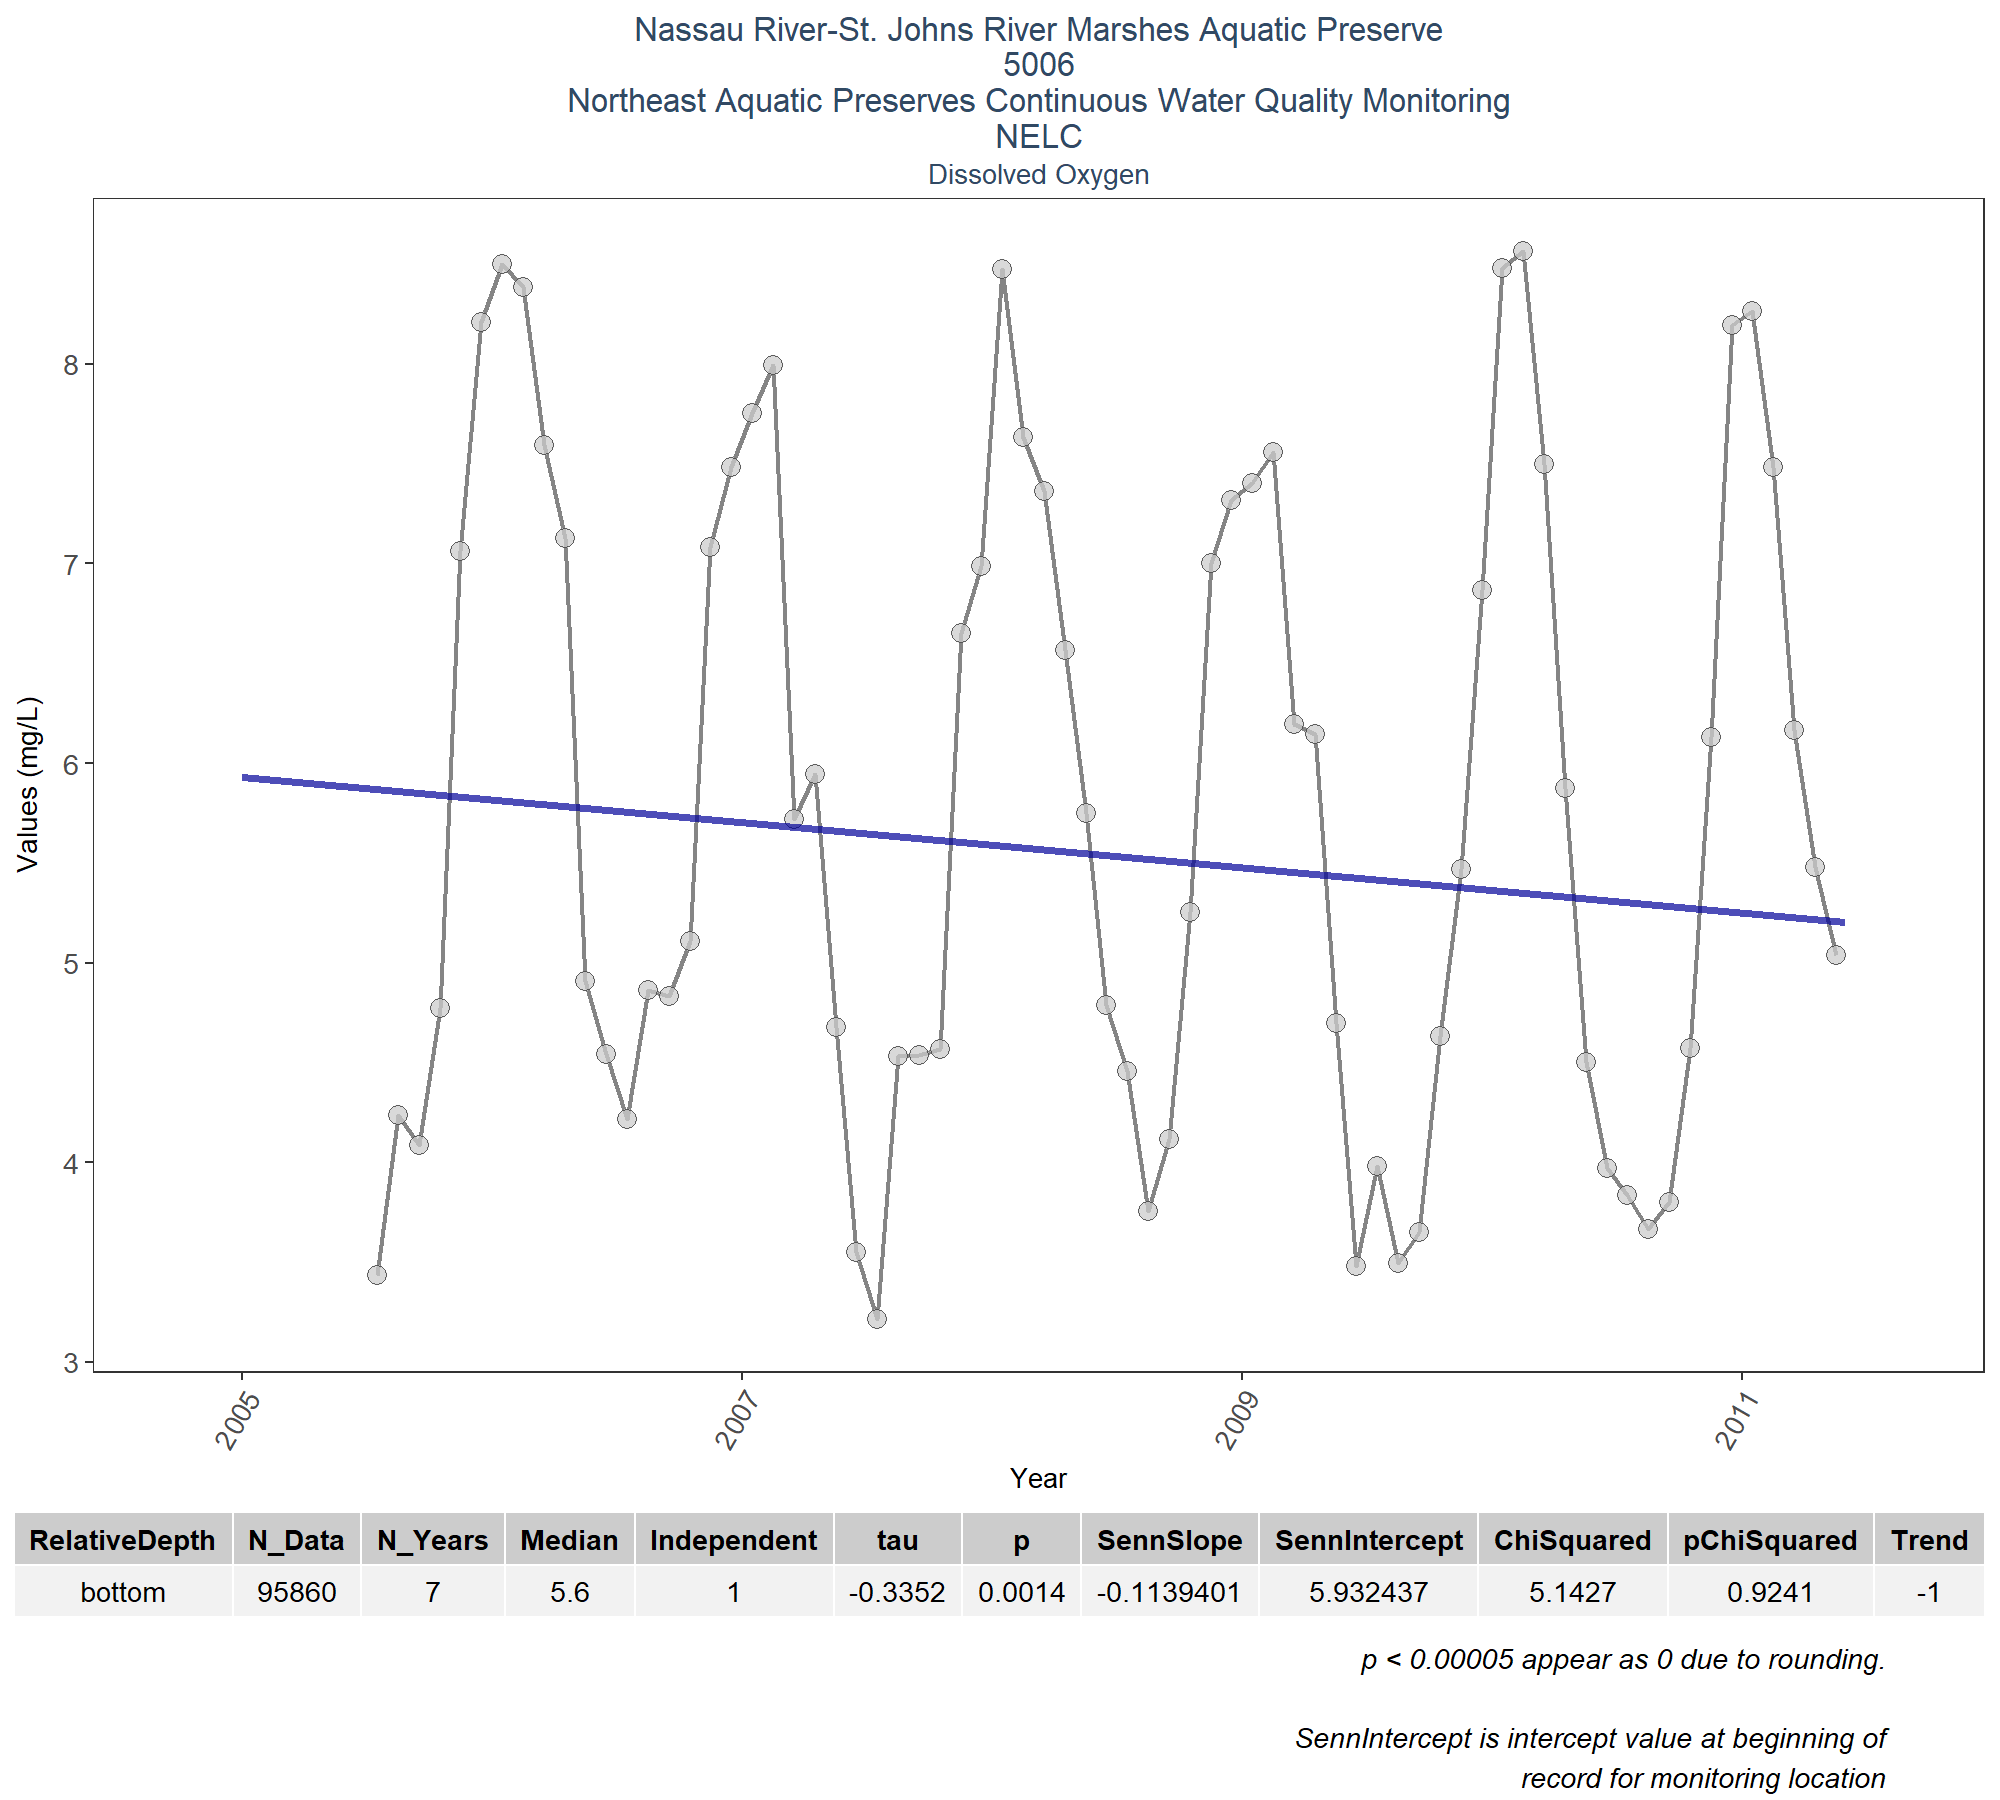 Nassau River-St. Johns River Marshes Aquatic Preserve
5006
Northeast Aquatic Preserves Continuous Water Quality Monitoring
NELC
Dissolved Oxygen
Values (mg/L)
8
7
6
5
4
3
2005 2007 2009 2011
Year
RelativeDepth N_Data N_Years Median Independent tau p SennSlope SennIntercept ChiSquared pChiSquared Trend
bottom 95860 7 5.6 1 -0.3352 0.0014 -0.1139401 5.932437 5.1427 0.9241 -1
p < 0.00005 appear as 0 due to rounding.
SennIntercept is intercept value at beginning of
record for monitoring location